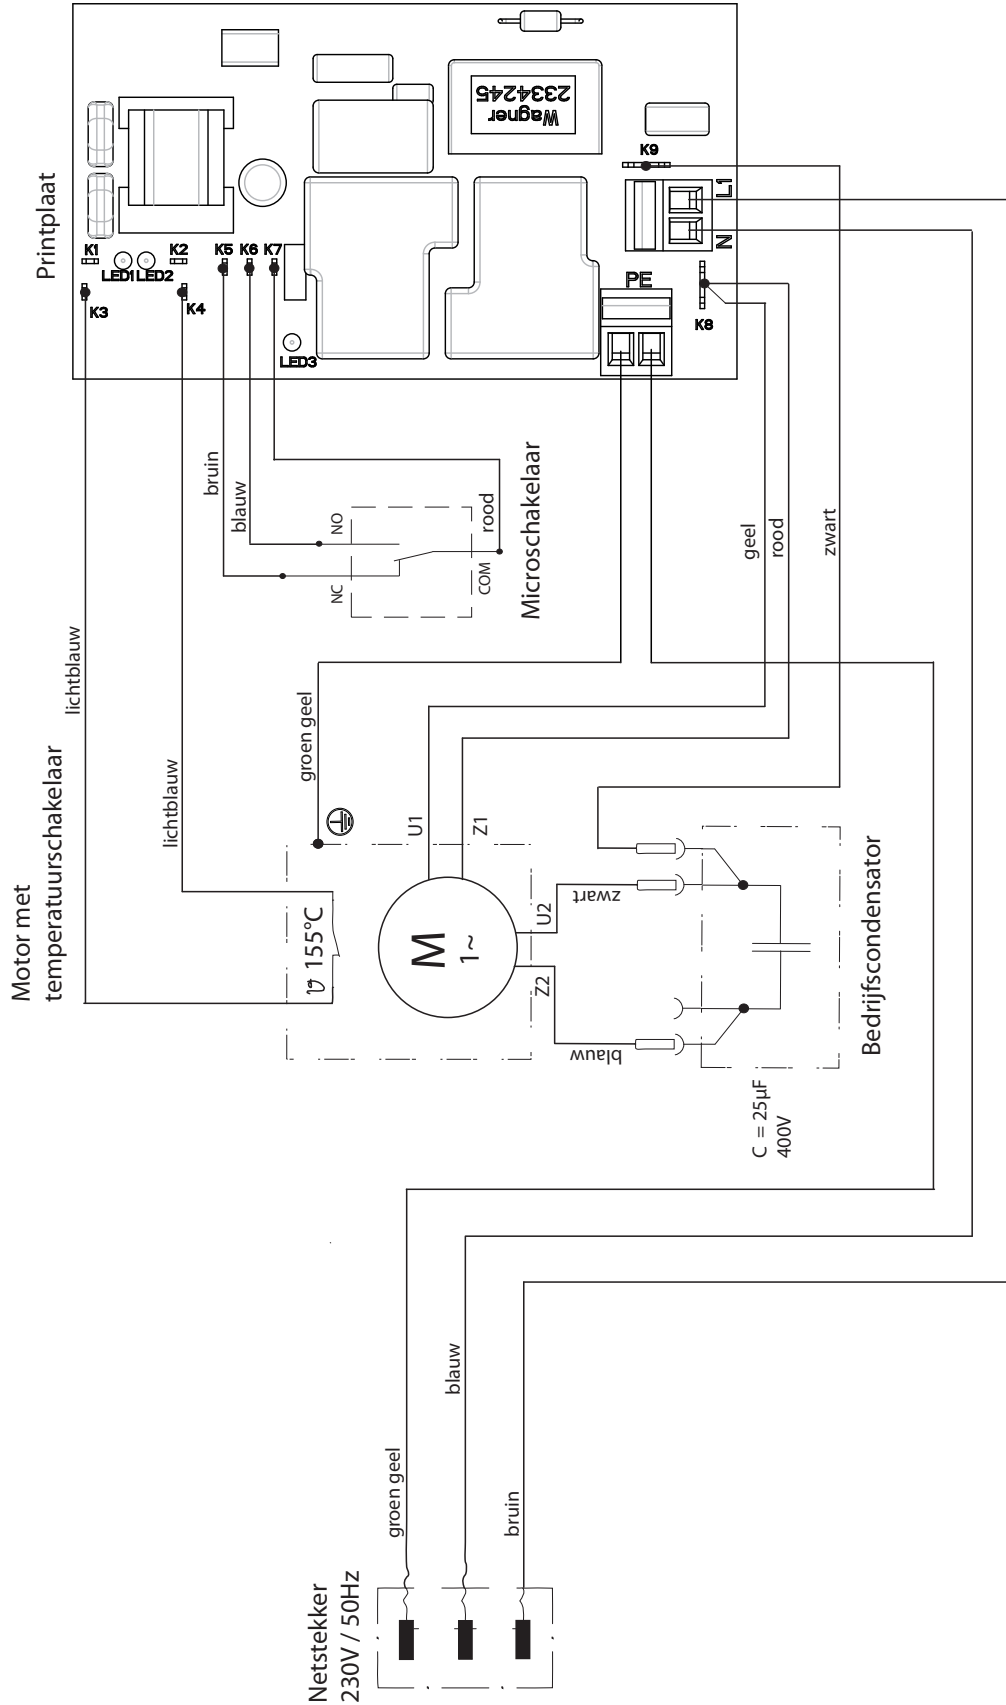 Printplaat
K1
LED1
LED2
K2
K3
K4
K5
K6
K7
LED3
Wagner
2334245
K9
L1
N
PE
K8
bruin
blauw
NO
NC
rood
COM
Microschakelaar
lichtblauw
lichtblauw
groen geel
geel
rood
zwart
Motor met
temperatuurschakelaar
ϑ 155°C
M
1~
U1
Z1
U2
Z2
zwart
blauw
Bedrijfscondensator
C = 25µF
400V
groen geel
blauw
bruin
Netstekker
230V / 50Hz